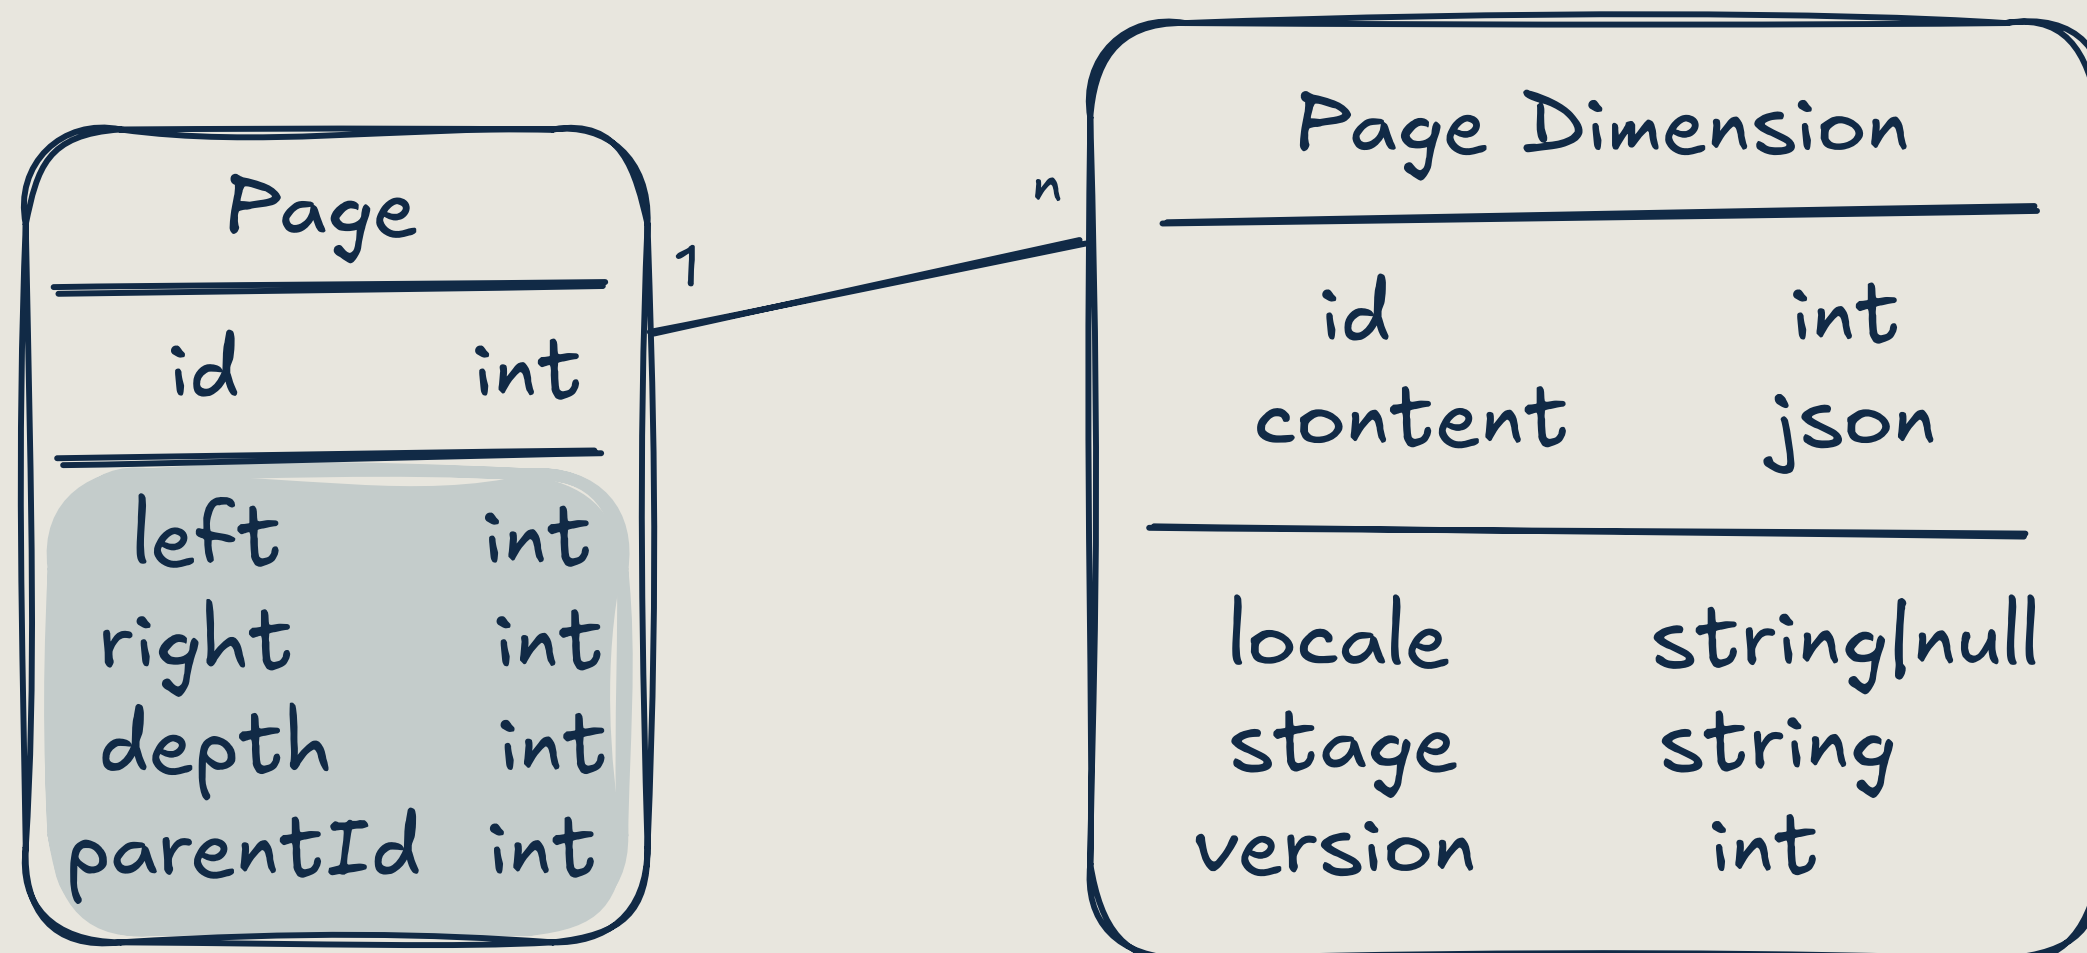 Page
id int
left int
right int
depth int
parentId int
1
n
Page Dimension
id int
content json
locale string|null
stage string
version int